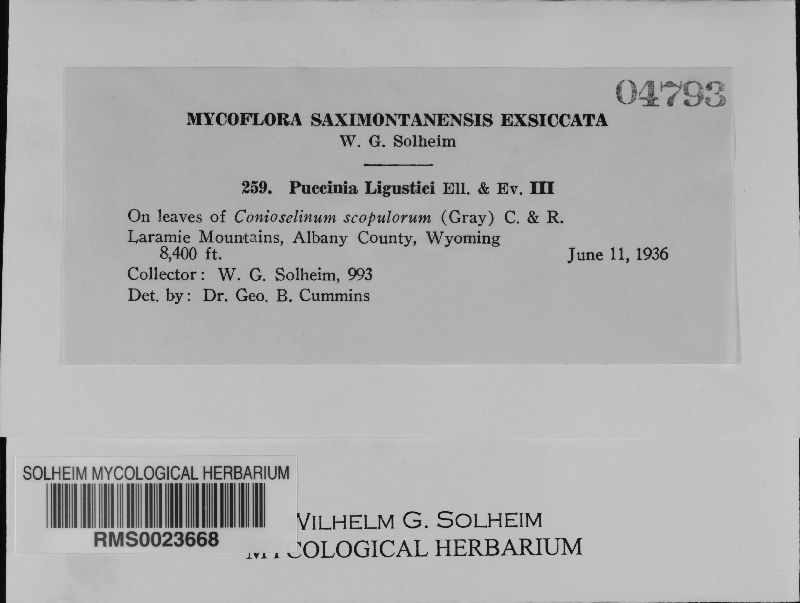 04793
MYCOFLORA SAXIMONTANENSIS EXSICCATA
W. G. Solheim
259. Puccinia Ligustici Ell. & Ev. III
On leaves of Conioselinum scopulorum (Gray) C. & R.
Laramie Mountains, Albany County, Wyoming
8,400 ft. June 11, 1936
Collector: W. G. Solheim, 993
Det. by: Dr. Geo. B. Cummins
SOLHEIM MYCOLOGICAL HERBARIUM
RMS0023668
WILHELM G. SOLHEIM
MYCOLOGICAL HERBARIUM